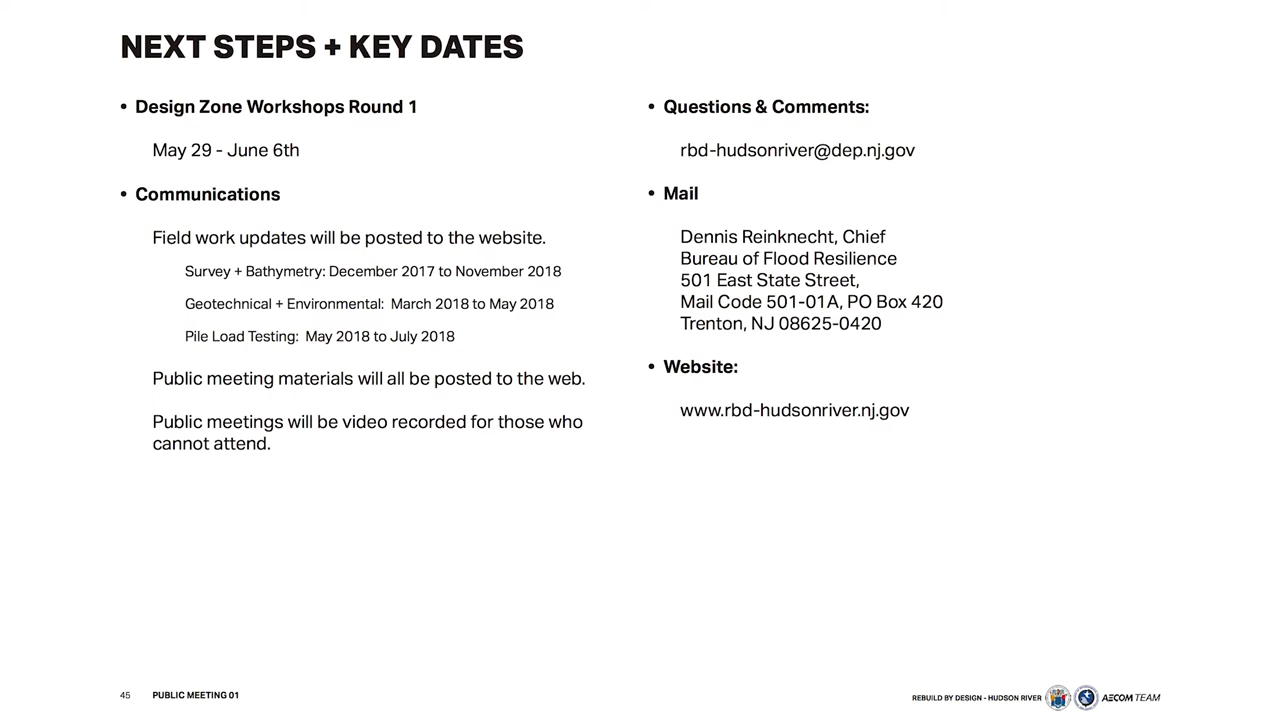 NEXT STEPS + KEY DATES
• Design Zone Workshops Round 1
May 29 - June 6th
• Communications
Field work updates will be posted to the website.
Survey + Bathymetry: December 2017 to November 2018
Geotechnical + Environmental: March 2018 to May 2018
Pile Load Testing: May 2018 to July 2018
Public meeting materials will all be posted to the web.
Public meetings will be video recorded for those who
cannot attend.
• Questions & Comments:
rbd-hudsonriver@dep.nj.gov
• Mail
Dennis Reinknecht, Chief
Bureau of Flood Resilience
501 East State Street,
Mail Code 501-01A, PO Box 420
Trenton, NJ 08625-0420
• Website:
www.rbd-hudsonriver.nj.gov
45 PUBLIC MEETING 01
REBUILD BY DESIGN - HUDSON RIVER AECOM TEAM